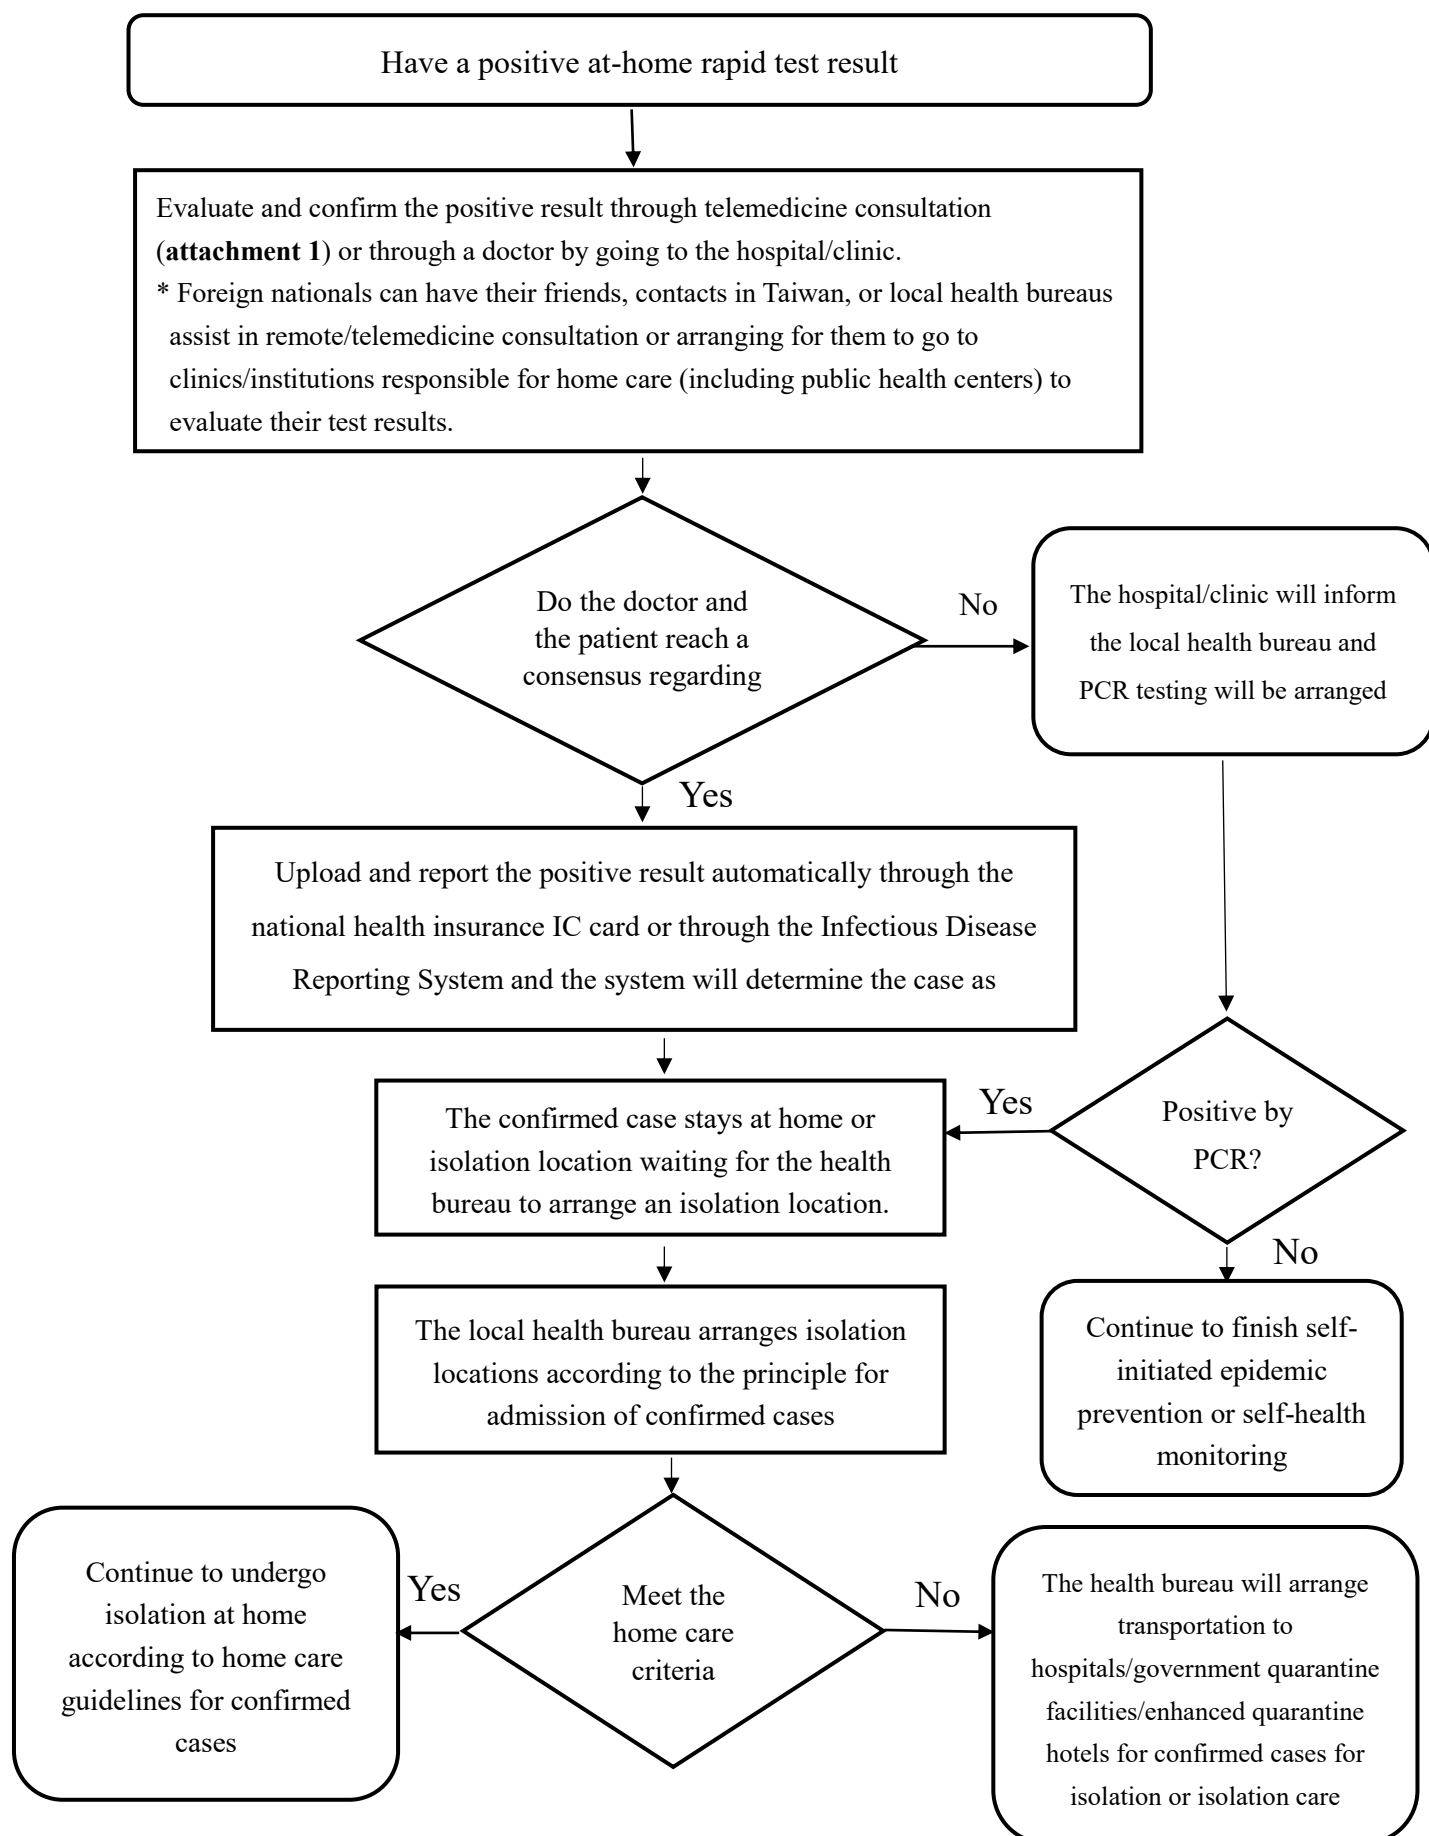 Have a positive at-home rapid test result
Evaluate and confirm the positive result through telemedicine consultation
(attachment 1) or through a doctor by going to the hospital/clinic.
* Foreign nationals can have their friends, contacts in Taiwan, or local health bureaus
assist in remote/telemedicine consultation or arranging for them to go to
clinics/institutions responsible for home care (including public health centers) to
evaluate their test results.
Do the doctor and
the patient reach a
consensus regarding
No
The hospital/clinic will inform
the local health bureau and
PCR testing will be arranged
Yes
Upload and report the positive result automatically through the
national health insurance IC card or through the Infectious Disease
Reporting System and the system will determine the case as
The confirmed case stays at home or
isolation location waiting for the health
bureau to arrange an isolation location.
Yes
Positive by
PCR?
No
Continue to finish self-
initiated epidemic
prevention or self-health
monitoring
The local health bureau arranges isolation
locations according to the principle for
admission of confirmed cases
Meet the
home care
criteria
Yes
Continue to undergo
isolation at home
according to home care
guidelines for confirmed
cases
No
The health bureau will arrange
transportation to
hospitals/government quarantine
facilities/enhanced quarantine
hotels for confirmed cases for
isolation or isolation care